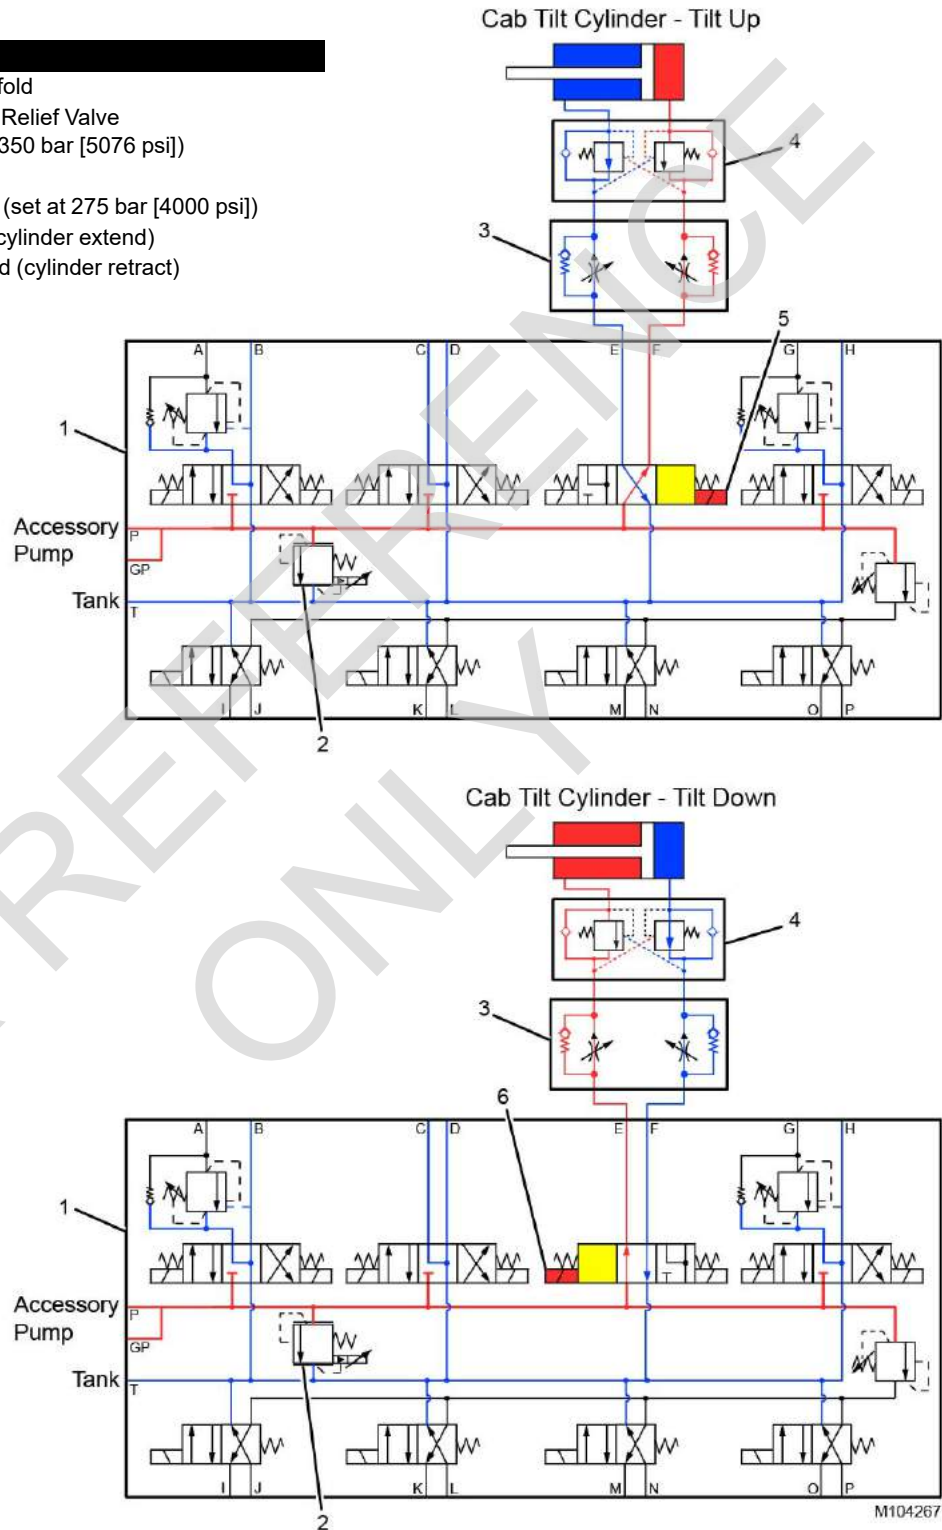 Cab Tilt Cylinder - Tilt Up
fold
Relief Valve
350 bar [5076 psi])
(set at 275 bar [4000 psi])
cylinder extend)
d (cylinder retract)
4
3
5
A B C D E F G H
1
Accessory
Pump
P
GP
Tank
T
I J K L M N O P
2
Cab Tilt Cylinder - Tilt Down
4
3
6
A B C D E F G H
1
Accessory
Pump
P
GP
Tank
T
I J K L M N O P
2
M104267
REFERENCE
ONLY